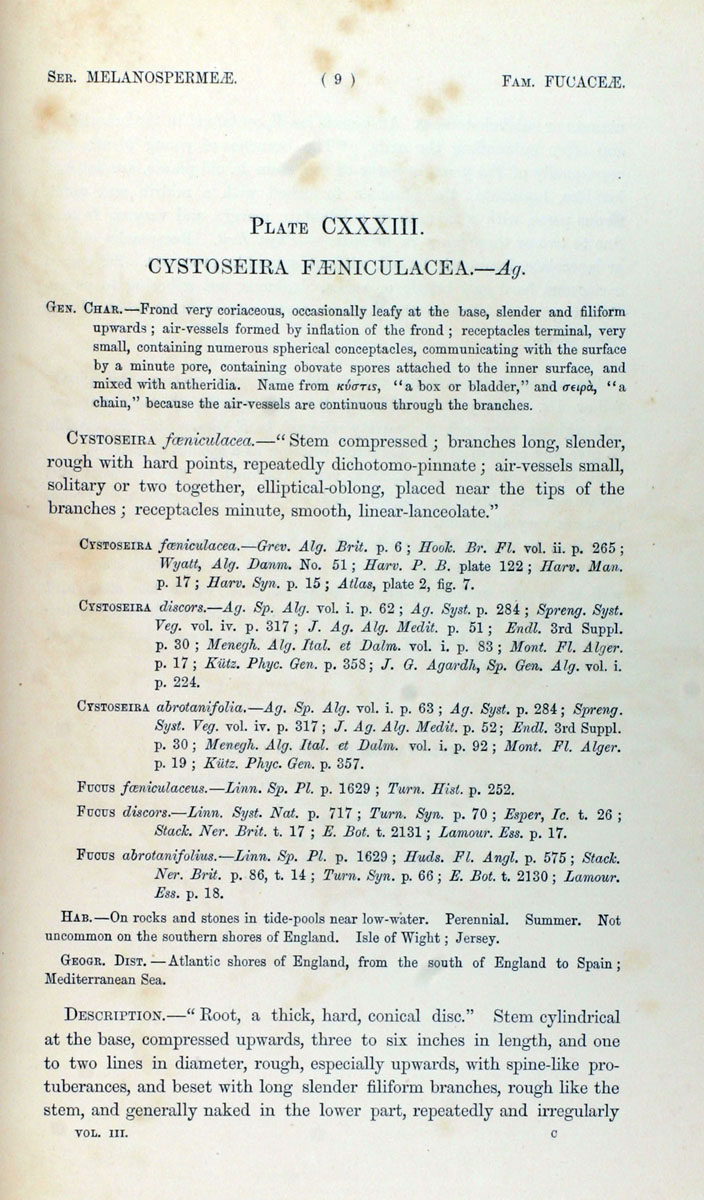 Ser. MELANOSPERMEÆ. ( 9 ) Fam. FUCACEÆ.
Plate CXXXIII.
CYSTOSEIRA FÆNICULACEA.—Ag.
Gen. Char.—Frond very coriaceous, occasionally leafy at the base, slender and filiform
upwards ; air-vessels formed by inflation of the frond ; receptacles terminal, very
small, containing numerous spherical conceptacles, communicating with the surface
by a minute pore, containing obovate spores attached to the inner surface, and
mixed with antheridia. Name from κύστις, “a box or bladder,” and σειρὰ, “a
chain,” because the air-vessels are continuous through the branches.
Cystoseira fœniculacea.—“ Stem compressed ; branches long, slender,
rough with hard points, repeatedly dichotomo-pinnate ; air-vessels small,
solitary or two together, elliptical-oblong, placed near the tips of the
branches ; receptacles minute, smooth, linear-lanceolate.”
Cystoseira fœniculacea.—Grev. Alg. Brit. p. 6 ; Hook. Br. Fl. vol. ii. p. 265 ;
Wyatt, Alg. Danm. No. 51 ; Harv. P. B. plate 122 ; Harv. Man.
p. 17 ; Harv. Syn. p. 15 ; Atlas, plate 2, fig. 7.
Cystoseira discors.—Ag. Sp. Alg. vol. i. p. 62 ; Ag. Syst. p. 284 ; Spreng. Syst.
Veg. vol. iv. p. 317 ; J. Ag. Alg. Medit. p. 51 ; Endl. 3rd Suppl.
p. 30 ; Menegh. Alg. Ital. et Dalm. vol. i. p. 83 ; Mont. Fl. Alger.
p. 17 ; Kütz. Phyc. Gen. p. 358 ; J. G. Agardh, Sp. Gen. Alg. vol. i.
p. 224.
Cystoseira abrotanifolia.—Ag. Sp. Alg. vol. i. p. 63 ; Ag. Syst. p. 284 ; Spreng.
Syst. Veg. vol. iv. p. 317 ; J. Ag. Alg. Medit. p. 52; Endl. 3rd Suppl.
p. 30 ; Menegh. Alg. Ital. et Dalm. vol. i. p. 92 ; Mont. Fl. Alger.
p. 19 ; Kütz. Phyc. Gen. p. 357.
Fucus fœniculaceus.—Linn. Sp. Pl. p. 1629 ; Turn. Hist. p. 252.
Fucus discors.—Linn. Syst. Nat. p. 717 ; Turn. Syn. p. 70 ; Esper, Ic. t. 26 ;
Stack. Ner. Brit. t. 17 ; E. Bot. t. 2131 ; Lamour. Ess. p. 17.
Fucus abrotanifolius.—Linn. Sp. Pl. p. 1629 ; Huds. Fl. Angl. p. 575 ; Stack.
Ner. Brit. p. 86, t. 14 ; Turn. Syn. p. 66 ; E. Bot. t. 2130 ; Lamour.
Ess. p. 18.
Hab.—On rocks and stones in tide-pools near low-water. Perennial. Summer. Not
uncommon on the southern shores of England. Isle of Wight ; Jersey.
Geogr. Dist.—Atlantic shores of England, from the south of England to Spain ;
Mediterranean Sea.
Description.—“ Root, a thick, hard, conical disc.” Stem cylindrical
at the base, compressed upwards, three to six inches in length, and one
to two lines in diameter, rough, especially upwards, with spine-like pro-
tuberances, and beset with long slender filiform branches, rough like the
stem, and generally naked in the lower part, repeatedly and irregularly
VOL. III. C